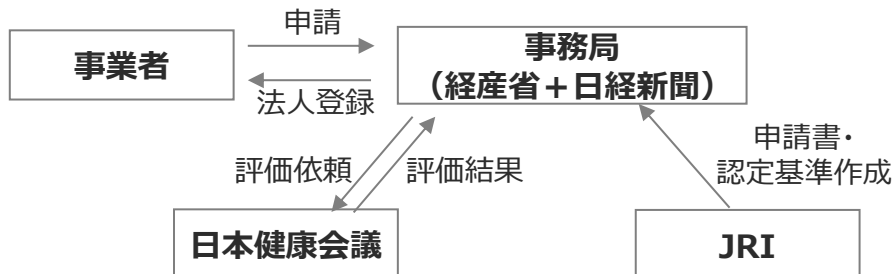 申請
事業者
事務局
（経産省＋日経新聞）
法人登録
評価依頼
評価結果
申請書・
認定基準作成
日本健康会議
JRI